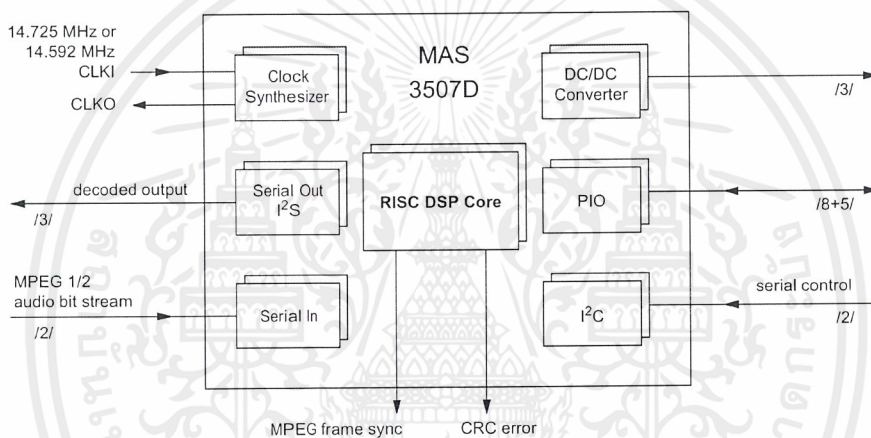 14.725 MHz or
14.592 MHz
CLKI
CLKO
Clock
Synthesizer
MAS
3507D
DC/DC
Converter
/3/
decoded output
/3/
Serial Out
I²S
RISC DSP Core
PIO
/8+5/
MPEG 1/2
audio bit stream
/2/
Serial In
I²C
serial control
/2/
MPEG frame sync
CRC error